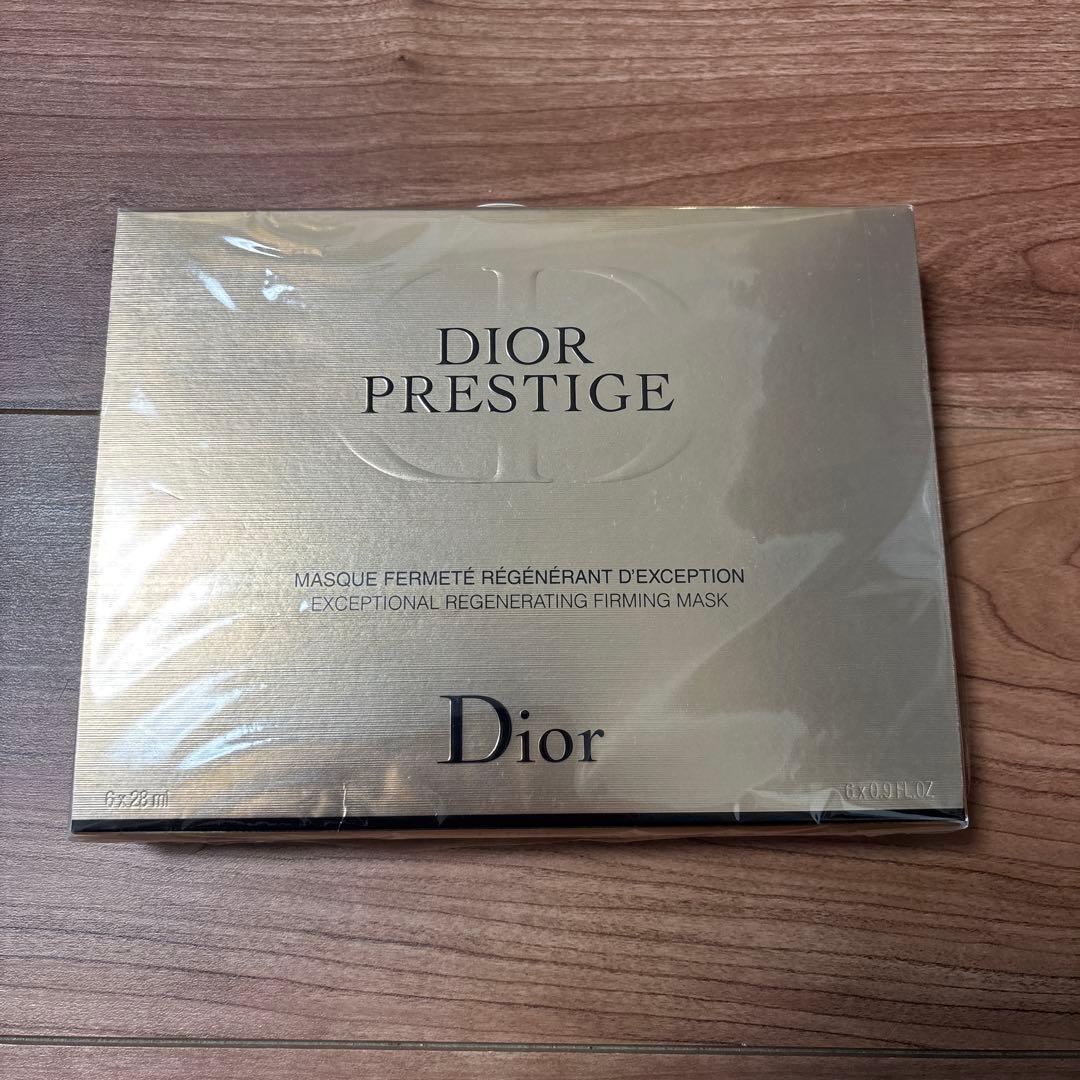 DIOR
PRESTIGE
MASQUE FERMETÉ RÉGÉNÉRANT D'EXCEPTION
EXCEPTIONAL REGENERATING FIRMING MASK
Dior
6 x 28 ml
6 x 0.9 FL.OZ